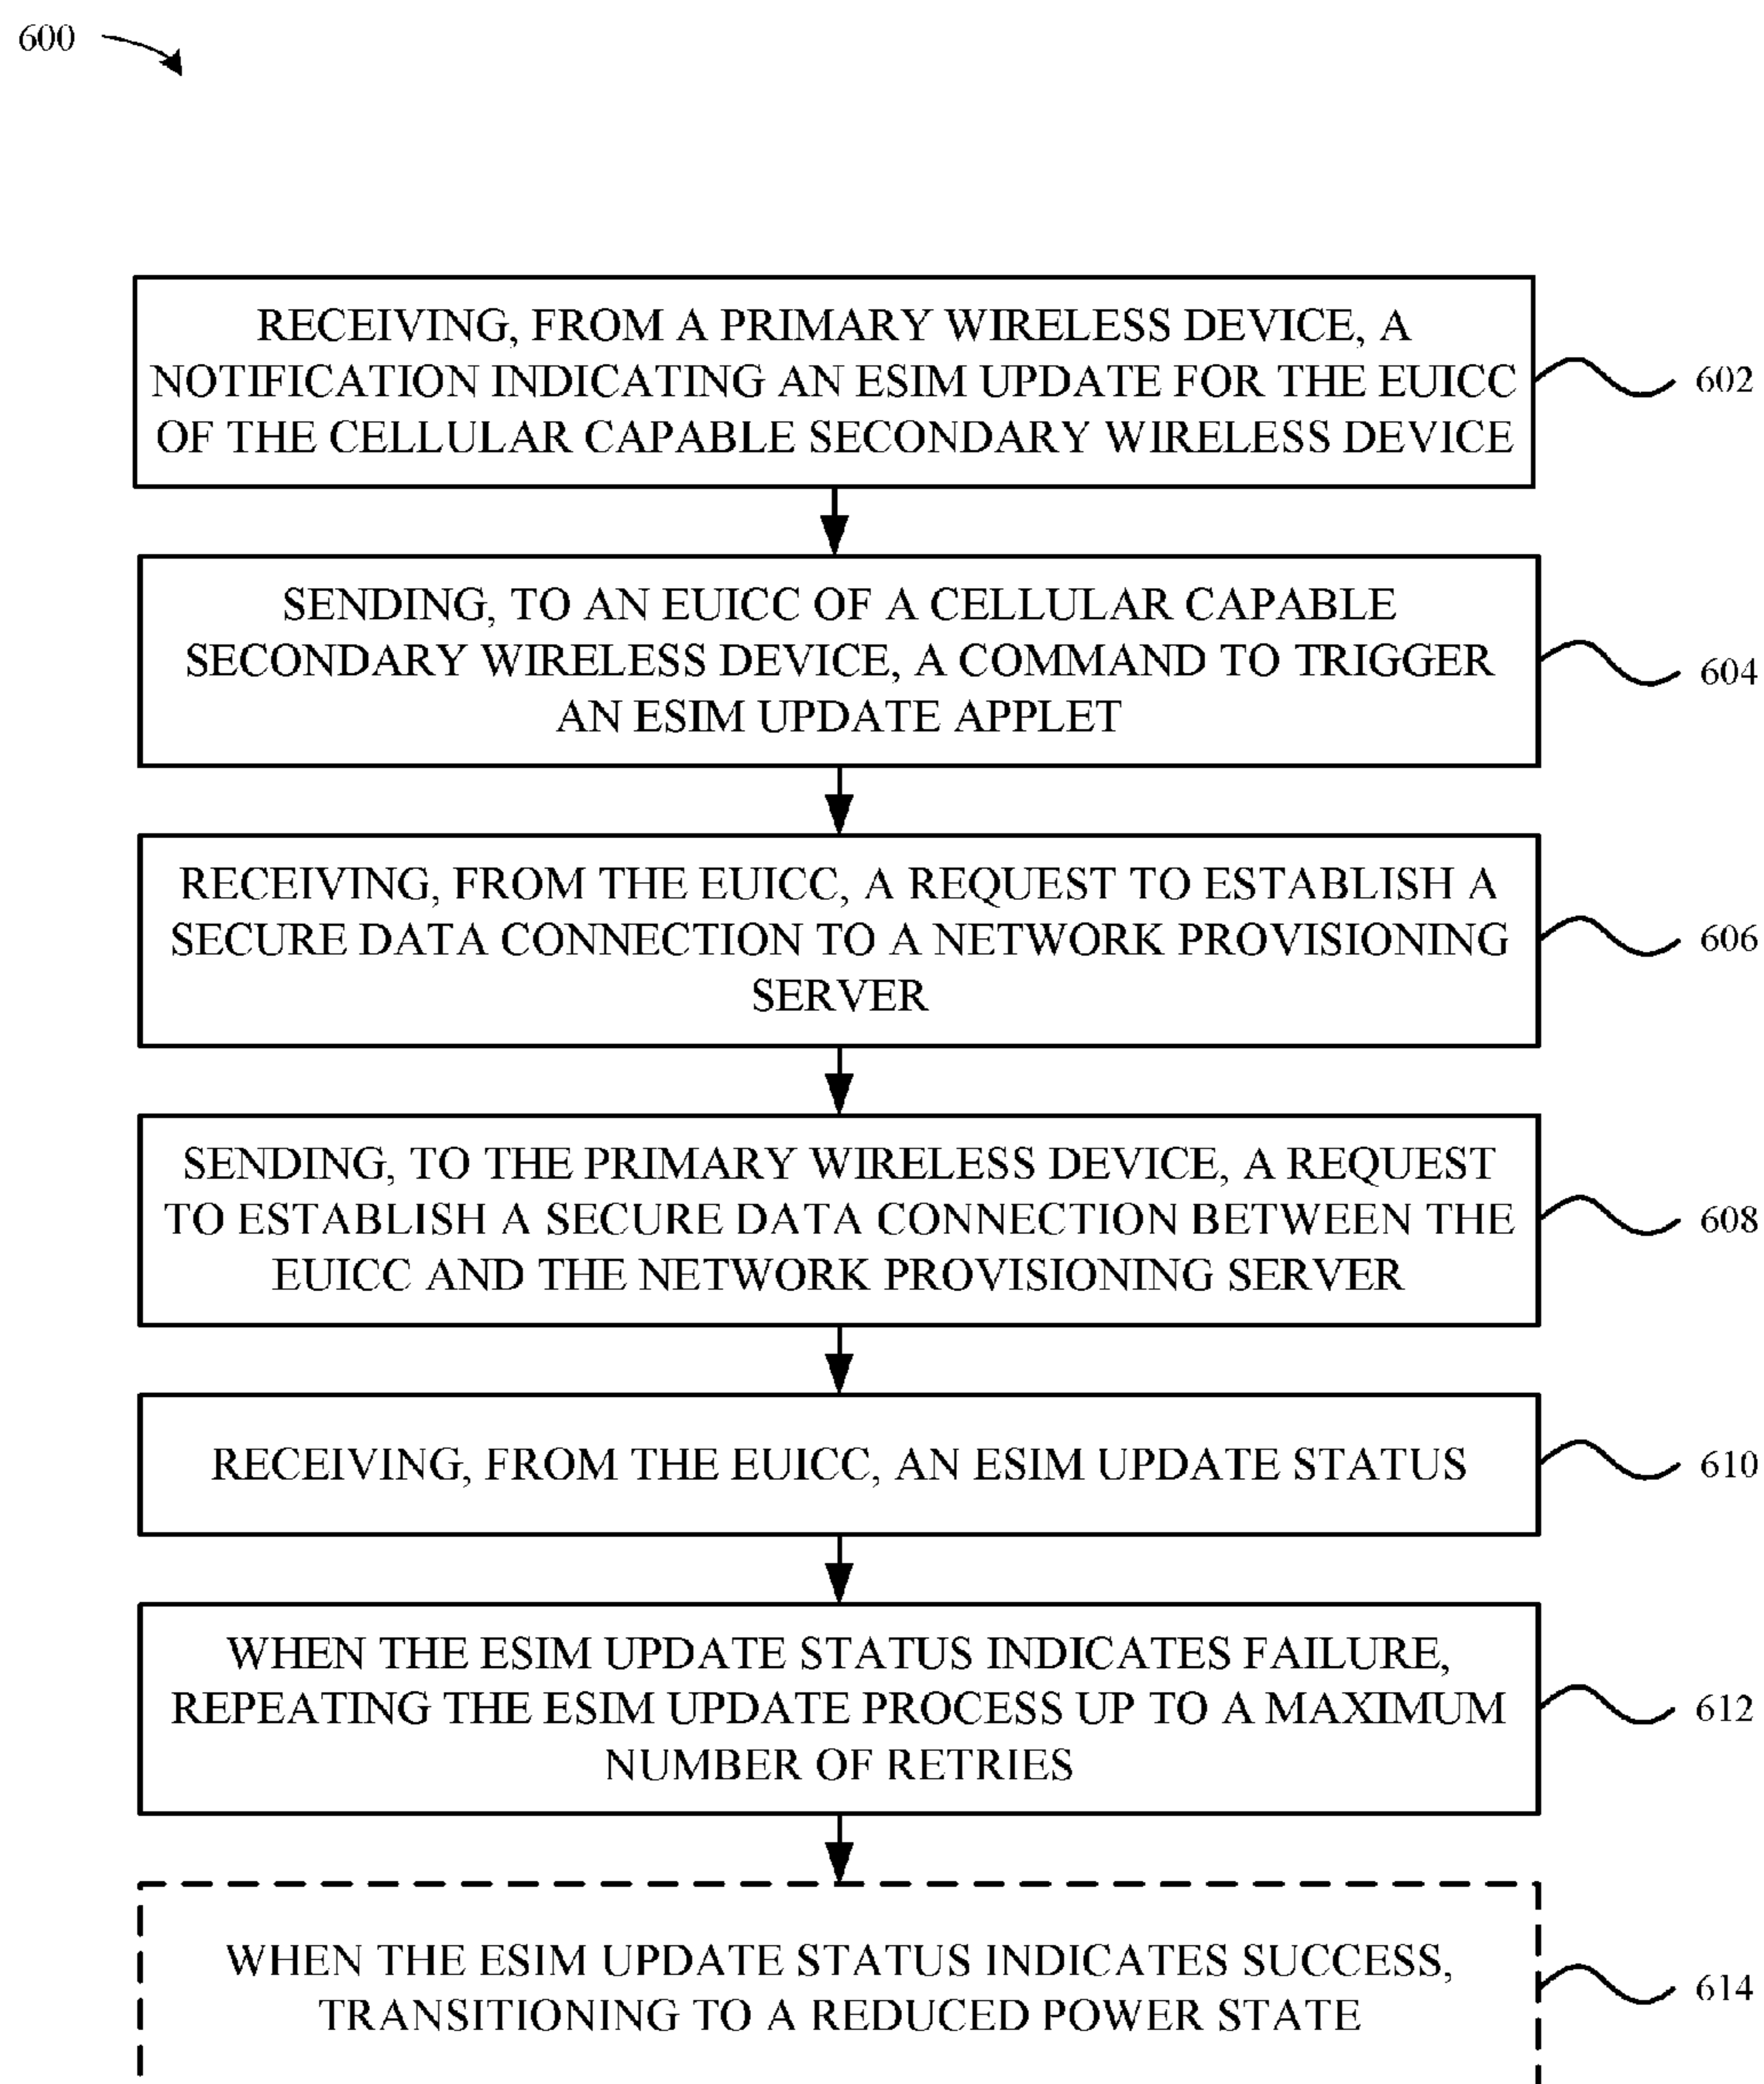 600
RECEIVING, FROM A PRIMARY WIRELESS DEVICE, A
NOTIFICATION INDICATING AN ESIM UPDATE FOR THE EUICC
OF THE CELLULAR CAPABLE SECONDARY WIRELESS DEVICE
602
SENDING, TO AN EUICC OF A CELLULAR CAPABLE
SECONDARY WIRELESS DEVICE, A COMMAND TO TRIGGER
AN ESIM UPDATE APPLET
604
RECEIVING, FROM THE EUICC, A REQUEST TO ESTABLISH A
SECURE DATA CONNECTION TO A NETWORK PROVISIONING
SERVER
606
SENDING, TO THE PRIMARY WIRELESS DEVICE, A REQUEST
TO ESTABLISH A SECURE DATA CONNECTION BETWEEN THE
EUICC AND THE NETWORK PROVISIONING SERVER
608
RECEIVING, FROM THE EUICC, AN ESIM UPDATE STATUS
610
WHEN THE ESIM UPDATE STATUS INDICATES FAILURE,
REPEATING THE ESIM UPDATE PROCESS UP TO A MAXIMUM
NUMBER OF RETRIES
612
WHEN THE ESIM UPDATE STATUS INDICATES SUCCESS,
TRANSITIONING TO A REDUCED POWER STATE
614